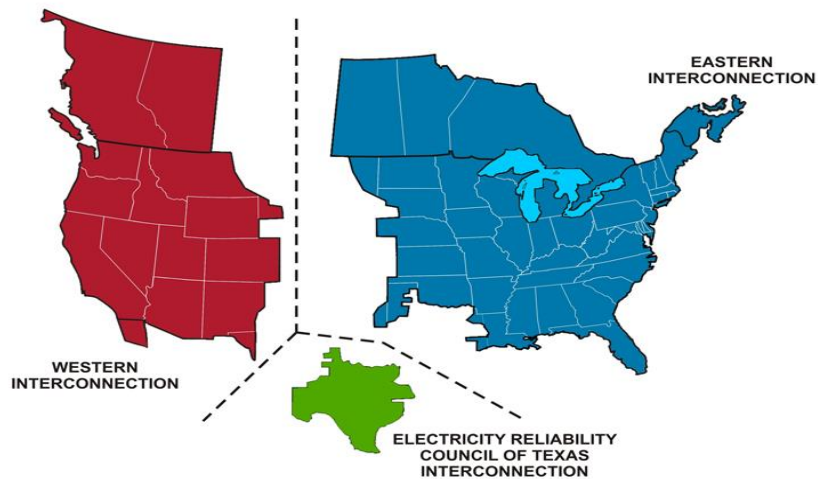 EASTERN
INTERCONNECTION
WESTERN
INTERCONNECTION
ELECTRICITY RELIABILITY
COUNCIL OF TEXAS
INTERCONNECTION